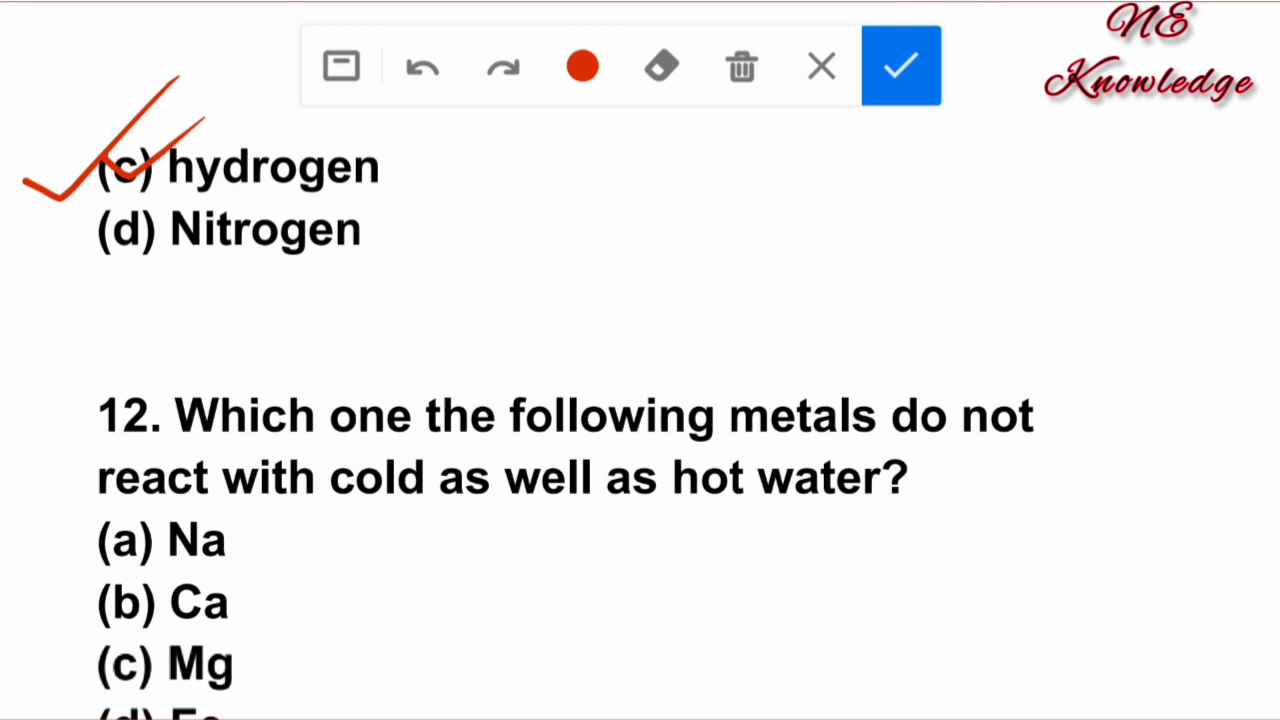 NE
Knowledge
(c) hydrogen
(d) Nitrogen
12. Which one the following metals do not
react with cold as well as hot water?
(a) Na
(b) Ca
(c) Mg
(d) Fe